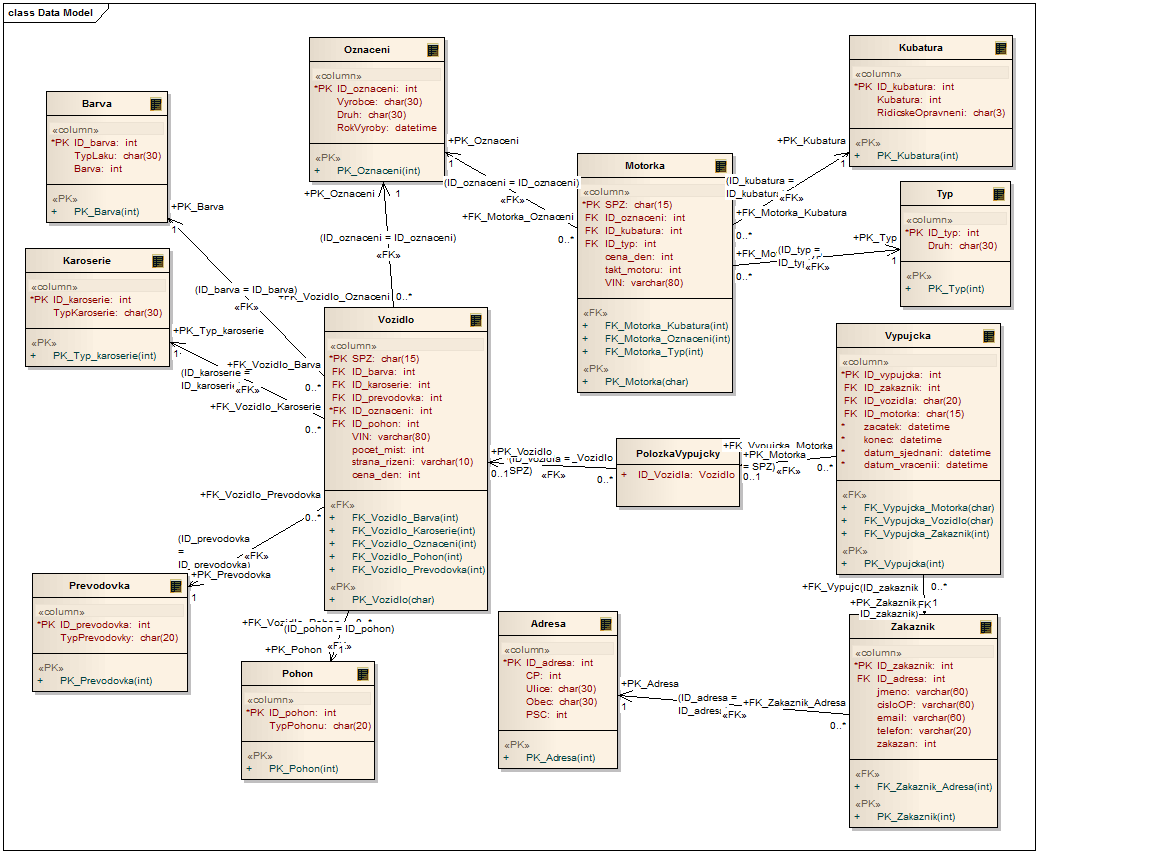 class Data Model
Oznaceni
«column»
*PK ID_oznaceni: int
Vyrobce: char(30)
Druh: char(30)
RokVyroby: datetime
«PK»
+ PK_Oznaceni(int)
Kubatura
«column»
*PK ID_kubatura: int
Kubatura: int
RidicskeOpravneni: char(3)
«PK»
+ PK_Kubatura(int)
Barva
«column»
*PK ID_barva: int
TypLaku: char(30)
Barva: int
«PK»
+ PK_Barva(int)
Motorka
«column»
*PK SPZ: char(15)
FK ID_oznaceni: int
FK ID_kubatura: int
FK ID_typ: int
cena_den: int
takt_motoru: int
VIN: varchar(80)
«FK»
+ FK_Motorka_Kubatura(int)
+ FK_Motorka_Oznaceni(int)
+ FK_Motorka_Typ(int)
«PK»
+ PK_Motorka(char)
Typ
«column»
*PK ID_typ: int
Druh: char(30)
«PK»
+ PK_Typ(int)
Karoserie
«column»
*PK ID_karoserie: int
TypKaroserie: char(30)
«PK»
+ PK_Typ_karoserie(int)
Vozidlo
«column»
*PK SPZ: char(15)
FK ID_barva: int
FK ID_karoserie: int
FK ID_prevodovka: int
*FK ID_oznaceni: int
FK ID_pohon: int
VIN: varchar(80)
pocet_mist: int
strana_rizeni: varchar(10)
cena_den: int
«FK»
+ FK_Vozidlo_Barva(int)
+ FK_Vozidlo_Karoserie(int)
+ FK_Vozidlo_Oznaceni(int)
+ FK_Vozidlo_Pohon(int)
+ FK_Vozidlo_Prevodovka(int)
«PK»
+ PK_Vozidlo(char)
Vypujcka
«column»
*PK ID_vypujcka: int
FK ID_zakaznik: int
FK ID_vozidla: char(20)
FK ID_motorka: char(15)
* zacatek: datetime
* konec: datetime
* datum_sjednani: datetime
* datum_vracenii: datetime
«FK»
+ FK_Vypujcka_Motorka(char)
+ FK_Vypujcka_Vozidlo(char)
+ FK_Vypujcka_Zakaznik(int)
«PK»
+ PK_Vypujcka(int)
PolozkaVypujcky
+ ID_Vozidla: Vozidlo
Prevodovka
«column»
*PK ID_prevodovka: int
TypPrevodovky: char(20)
«PK»
+ PK_Prevodovka(int)
Pohon
«column»
*PK ID_pohon: int
TypPohonu: char(20)
«PK»
+ PK_Pohon(int)
Adresa
«column»
*PK ID_adresa: int
CP: int
Ulice: char(30)
Obec: char(30)
PSC: int
«PK»
+ PK_Adresa(int)
Zakaznik
«column»
*PK ID_zakaznik: int
FK ID_adresa: int
jmeno: varchar(60)
cisloOP: varchar(60)
email: varchar(60)
telefon: varchar(20)
zakazan: int
«FK»
+ FK_Zakaznik_Adresa(int)
«PK»
+ PK_Zakaznik(int)
+PK_Oznaceni
1
(ID_oznaceni = ID_oznaceni)
«FK»
+FK_Motorka_Oznaceni
0..*
+PK_Kubatura
1
(ID_kubatura =
ID_kubatura)
«FK»
+FK_Motorka_Kubatura
0..*
+PK_Typ
1
(ID_typ =
«FK»
0..*
+PK_Oznaceni
1
(ID_oznaceni = ID_oznaceni)
«FK»
+FK_Vozidlo_Oznaceni
0..*
+PK_Barva
1
(ID_barva = ID_barva)
«FK»
+FK_Vozidlo_Barva
0..*
+PK_Typ_karoserie
1
(ID_karoserie =
ID_karoserie)
«FK»
+FK_Vozidlo_Karoserie
0..*
+FK_Vozidlo_Prevodovka
0..*
(ID_prevodovka
=
ID_prevodovka)
«FK»
+PK_Prevodovka
1
0..*
(ID_pohon = ID_pohon)
«FK»
+PK_Pohon
1
+PK_Vozidlo
0..1
SPZ)
«FK»
0..*
+FK_Vypujcka_Motorka
+PK_Motorka
= SPZ)
«FK»
0..1
0..*
(ID_zakaznik
0..*
+PK_Zakaznik
1
ID_zakaznik)
+PK_Adresa
1
(ID_adresa =
ID_adresa)
«FK»
+FK_Zakaznik_Adresa
0..*